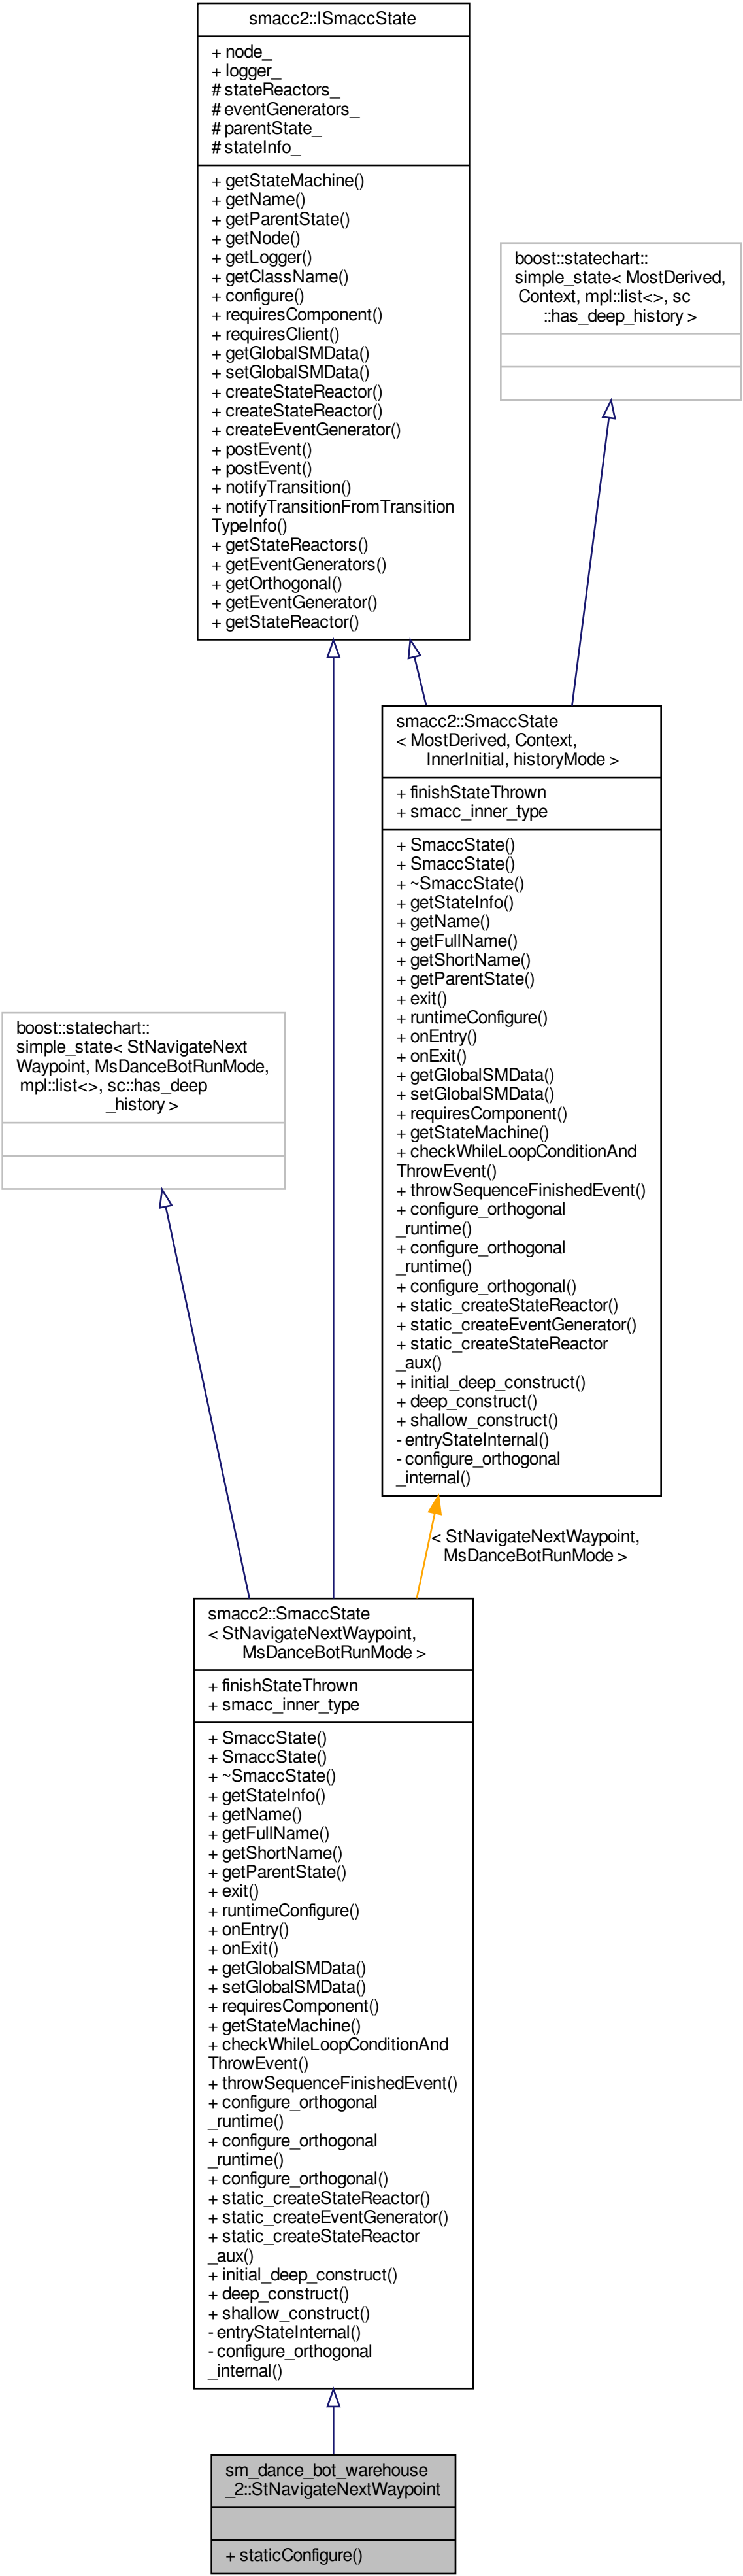 smacc2::ISmaccState
+ node_
+ logger_
# stateReactors_
# eventGenerators_
# parentState_
# stateInfo_
+ getStateMachine()
+ getName()
+ getParentState()
+ getNode()
+ getLogger()
+ getClassName()
+ configure()
+ requiresComponent()
+ requiresClient()
+ getGlobalSMData()
+ setGlobalSMData()
+ createStateReactor()
+ createStateReactor()
+ createEventGenerator()
+ postEvent()
+ postEvent()
+ notifyTransition()
+ notifyTransitionFromTransition
TypeInfo()
+ getStateReactors()
+ getEventGenerators()
+ getOrthogonal()
+ getEventGenerator()
+ getStateReactor()
boost::statechart::
simple_state< MostDerived,
Context, mpl::list<>, sc
::has_deep_history >
smacc2::SmaccState
< MostDerived, Context,
InnerInitial, historyMode >
+ finishStateThrown
+ smacc_inner_type
+ SmaccState()
+ SmaccState()
+ ~SmaccState()
+ getStateInfo()
+ getName()
+ getFullName()
+ getShortName()
+ getParentState()
+ exit()
+ runtimeConfigure()
+ onEntry()
+ onExit()
+ getGlobalSMData()
+ setGlobalSMData()
+ requiresComponent()
+ getStateMachine()
+ checkWhileLoopConditionAnd
ThrowEvent()
+ throwSequenceFinishedEvent()
+ configure_orthogonal
_runtime()
+ configure_orthogonal
_runtime()
+ configure_orthogonal()
+ static_createStateReactor()
+ static_createEventGenerator()
+ static_createStateReactor
_aux()
+ initial_deep_construct()
+ deep_construct()
+ shallow_construct()
- entryStateInternal()
- configure_orthogonal
_internal()
boost::statechart::
simple_state< StNavigateNext
Waypoint, MsDanceBotRunMode,
mpl::list<>, sc::has_deep
_history >
< StNavigateNextWaypoint,
MsDanceBotRunMode >
smacc2::SmaccState
< StNavigateNextWaypoint,
MsDanceBotRunMode >
+ finishStateThrown
+ smacc_inner_type
+ SmaccState()
+ SmaccState()
+ ~SmaccState()
+ getStateInfo()
+ getName()
+ getFullName()
+ getShortName()
+ getParentState()
+ exit()
+ runtimeConfigure()
+ onEntry()
+ onExit()
+ getGlobalSMData()
+ setGlobalSMData()
+ requiresComponent()
+ getStateMachine()
+ checkWhileLoopConditionAnd
ThrowEvent()
+ throwSequenceFinishedEvent()
+ configure_orthogonal
_runtime()
+ configure_orthogonal
_runtime()
+ configure_orthogonal()
+ static_createStateReactor()
+ static_createEventGenerator()
+ static_createStateReactor
_aux()
+ initial_deep_construct()
+ deep_construct()
+ shallow_construct()
- entryStateInternal()
- configure_orthogonal
_internal()
sm_dance_bot_warehouse
_2::StNavigateNextWaypoint
+ staticConfigure()